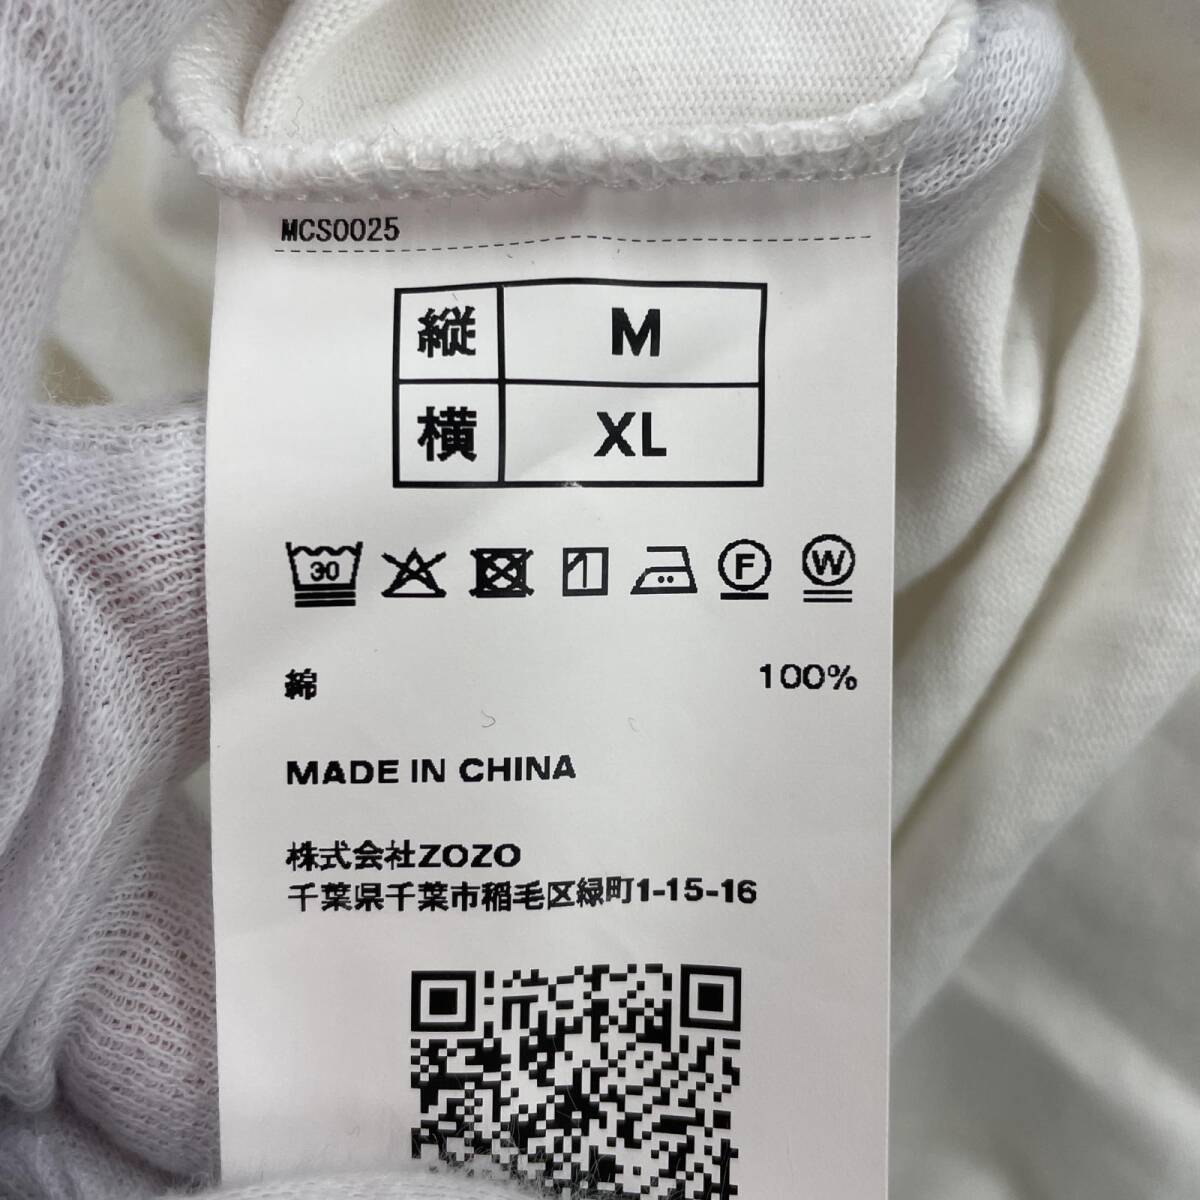 MCS0025
縦 M
横 XL
30 F W
綿 100%
MADE IN CHINA
株式会社ZOZO
千葉県千葉市稲毛区緑町1-15-16